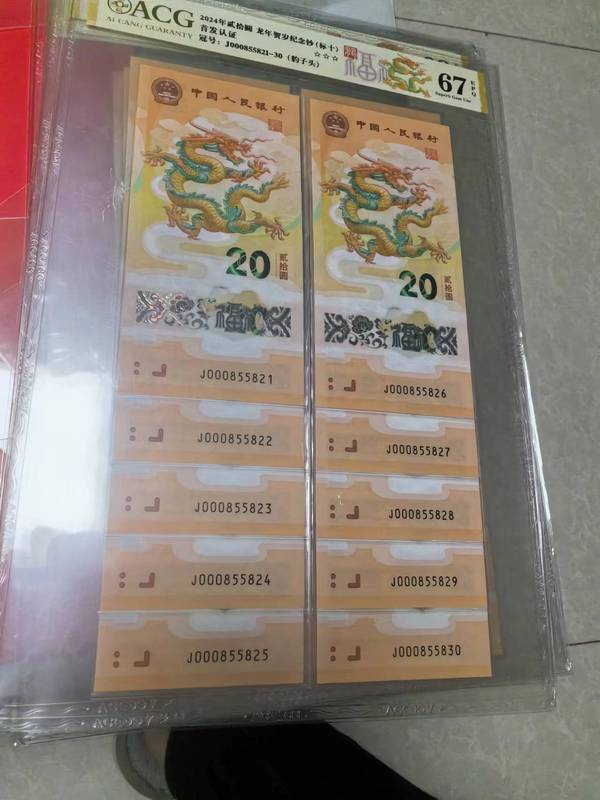 ACG
AI CANG GUARANTY
2024年贰拾圆 龙年贺岁纪念钞(标十)
首发认证
☆☆☆
冠号: J000855821-30 (豹子头)
67 EPQ
Superb Gem Unc
中国人民银行
20
贰拾圆
J000855821
J000855822
J000855823
J000855824
J000855825
中国人民银行
20
贰拾圆
J000855826
J000855827
J000855828
J000855829
J000855830